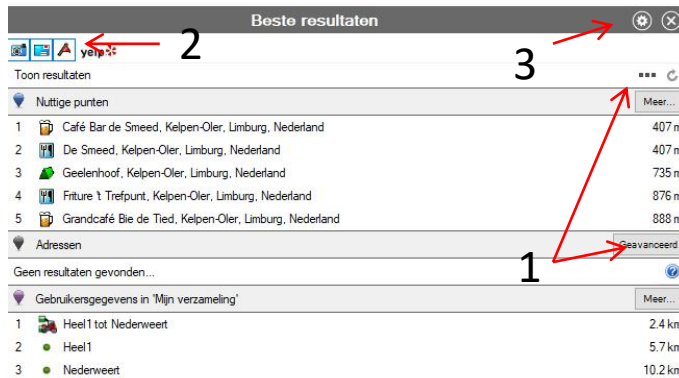 Beste resultaten
2
yelp
3
Toon resultaten
Nuttige punten Meer...
1 Café Bar de Smeed, Kelpen-Oler, Limburg, Nederland 407 m
2 De Smeed, Kelpen-Oler, Limburg, Nederland 407 m
3 Geelenhoof, Kelpen-Oler, Limburg, Nederland 735 m
4 Friture 't Trefpunt, Kelpen-Oler, Limburg, Nederland 876 m
5 Grandcafé Bie de Tied, Kelpen-Oler, Limburg, Nederland 888 m
Adressen Geavanceerd
1
Geen resultaten gevonden...
Gebruikersgegevens in 'Mijn verzameling' Meer...
1 Heel1 tot Nederweert 2.4 km
2 Heel1 5.7 km
3 Nederweert 10.2 km